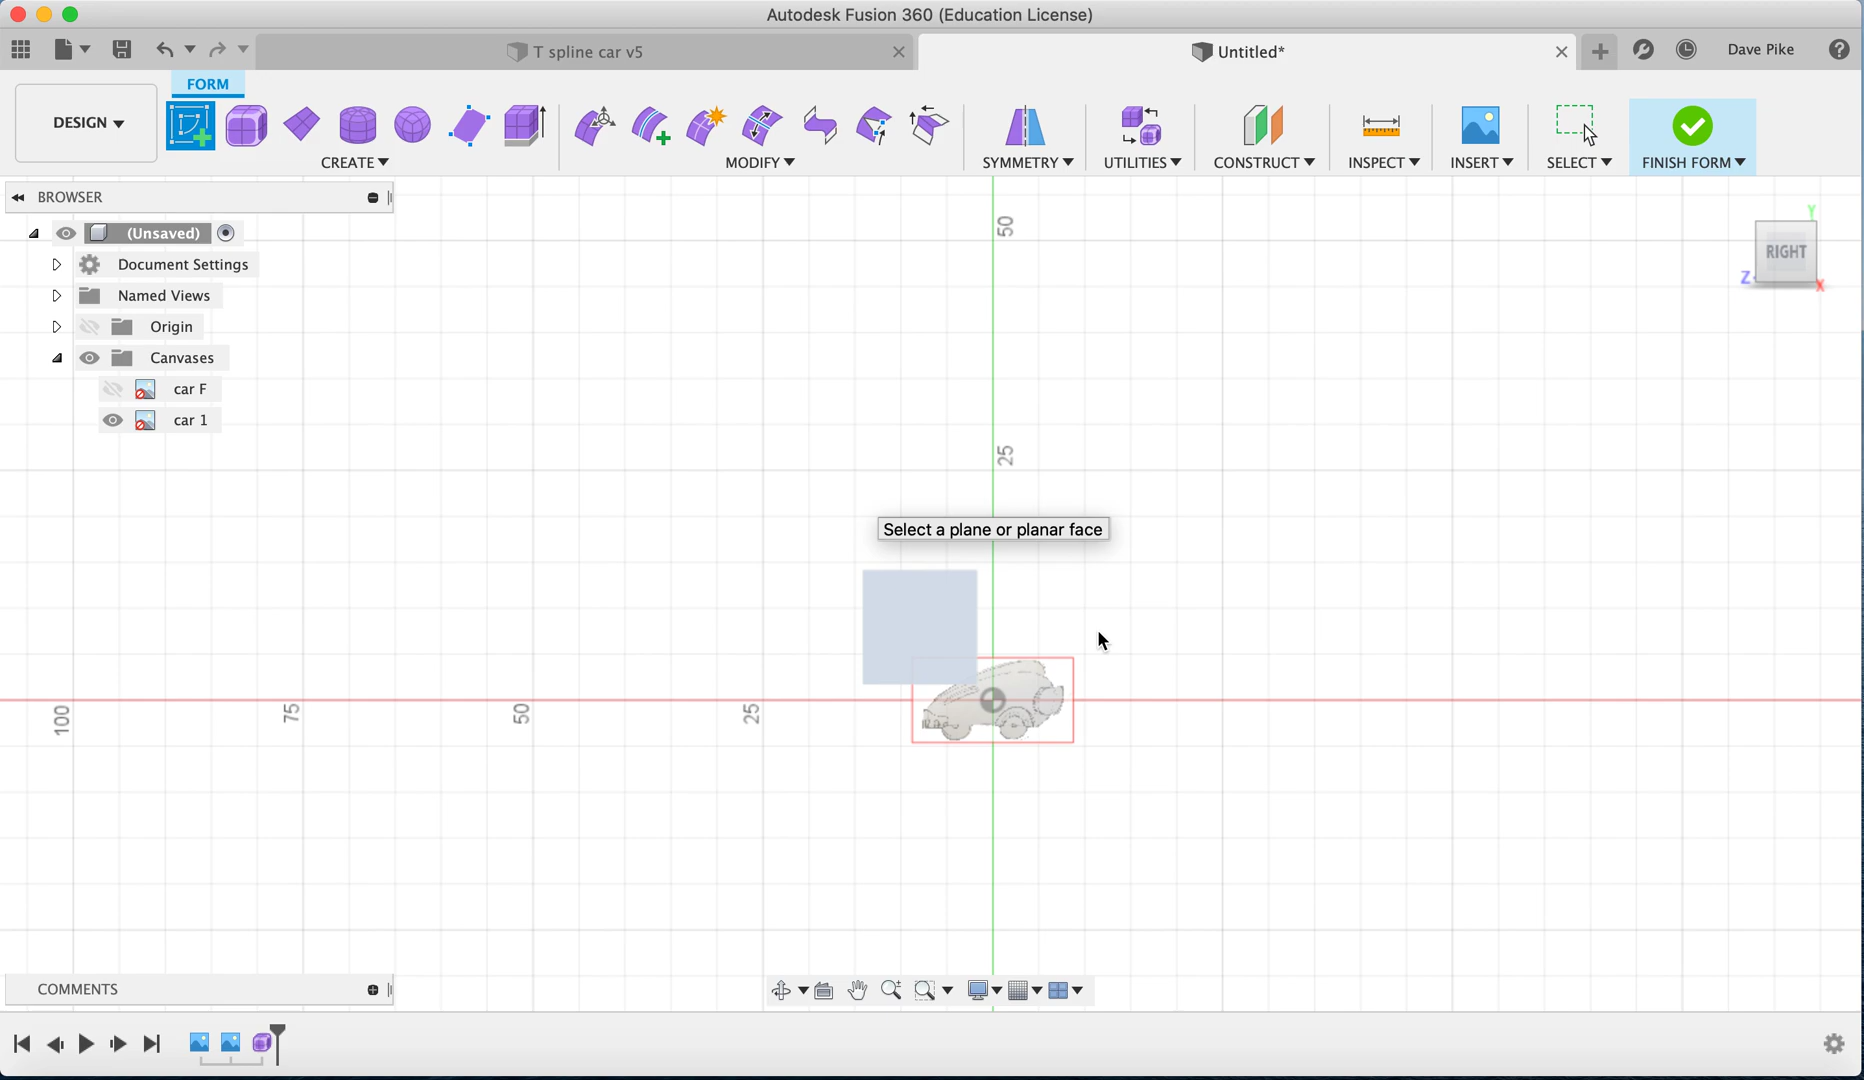 Autodesk Fusion 360 (Education License)
T spline car v5
Untitled*
Dave Pike
FORM
DESIGN
CREATE
MODIFY
SYMMETRY
UTILITIES
CONSTRUCT
INSPECT
INSERT
SELECT
FINISH FORM
BROWSER
(Unsaved)
Document Settings
Named Views
Origin
Canvases
car F
car 1
50
25
Y
RIGHT
Z
X
Select a plane or planar face
100
75
50
25
COMMENTS